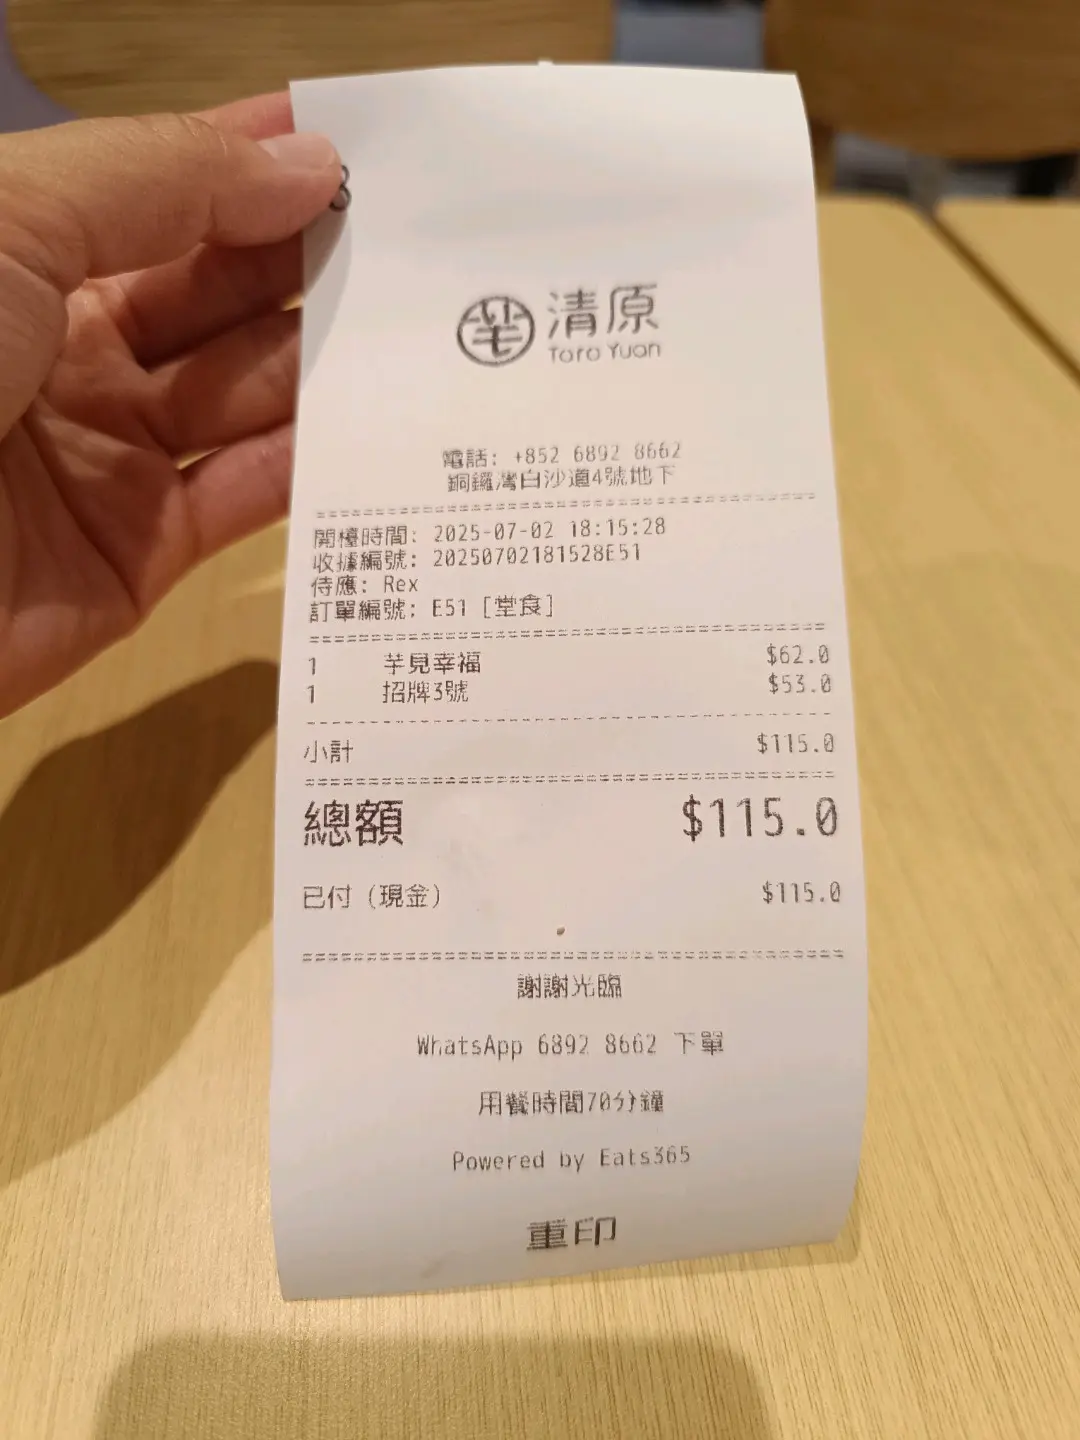 芋
清原
Taro Yuan
電話: +852 6892 8662
銅鑼灣白沙道4號地下
開檯時間: 2025-07-02 18:15:28
收據編號: 20250702181528E51
侍應: Rex
訂單編號: E51 [堂食]
1 芋見幸福 $62.0
1 招牌3號 $53.0
小計 $115.0
總額 $115.0
已付 (現金) $115.0
謝謝光臨
WhatsApp 6892 8662 下單
用餐時間70分鐘
Powered by Eats365
重印